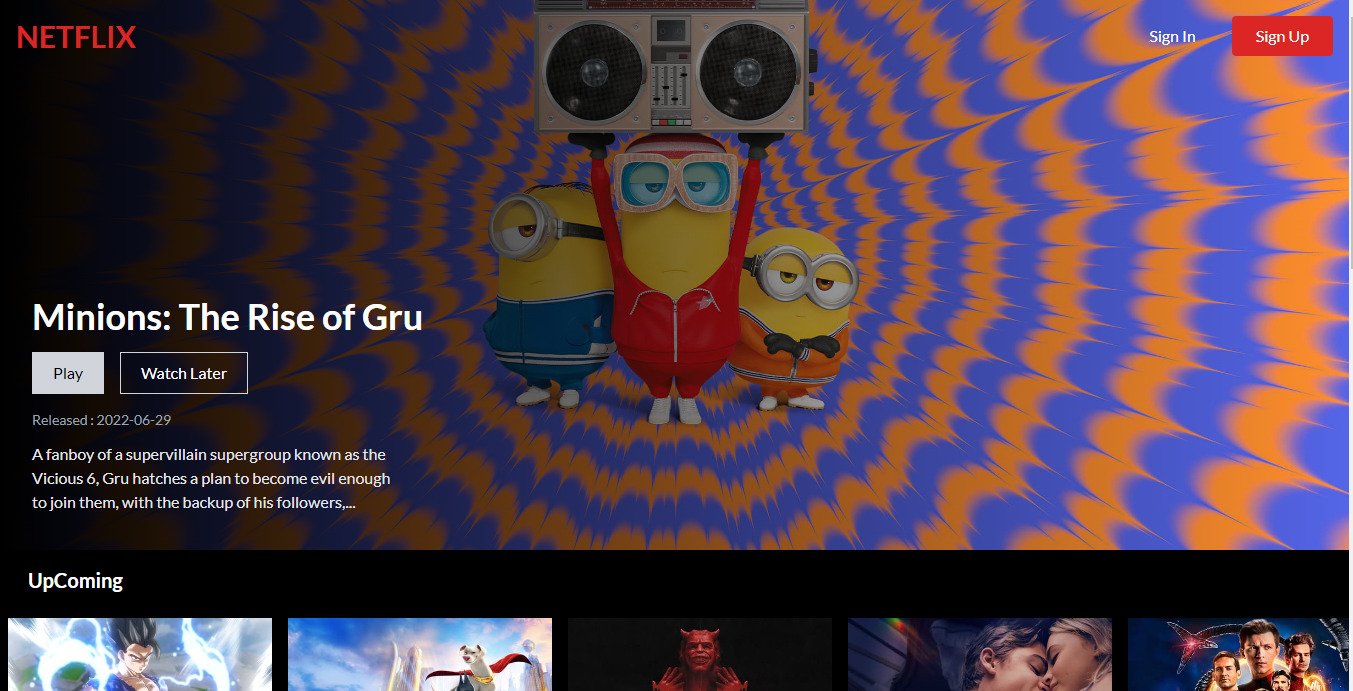 NETFLIX
Sign In
Sign Up
Minions: The Rise of Gru
Play
Watch Later
Released : 2022-06-29
A fanboy of a supervillain supergroup known as the
Vicious 6, Gru hatches a plan to become evil enough
to join them, with the backup of his followers,...
UpComing